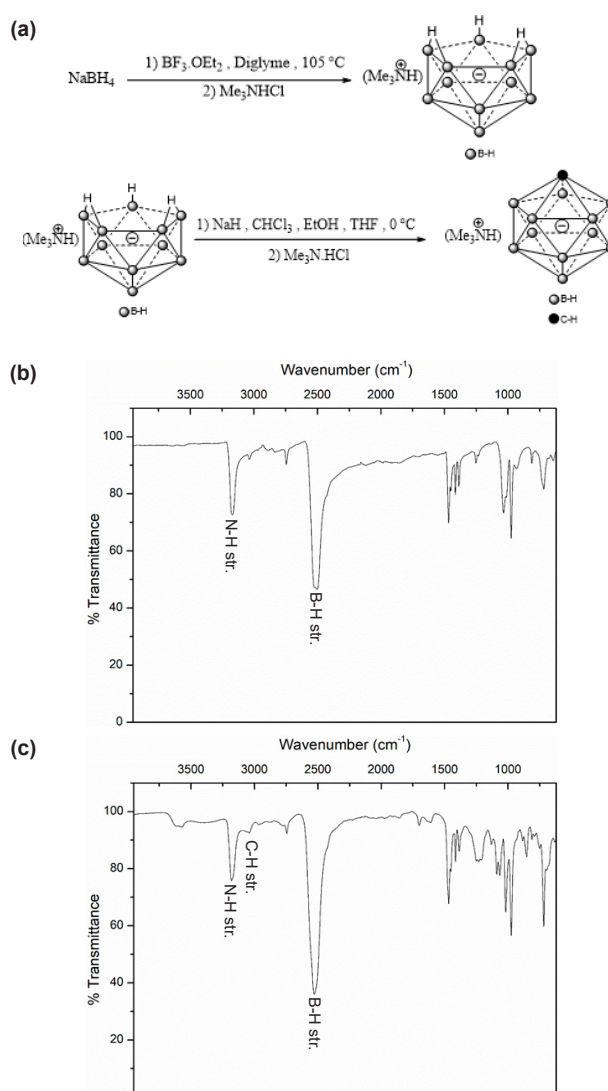 (a)
H
H H
NaBH₄
1) BF₃.OEt₂ , Diglyme , 105 °C
2) Me₃NHCl
⊕
(Me₃NH)
⊖
B-H
H
H H
⊕
(Me₃NH)
⊖
B-H
1) NaH , CHCl₃ , EtOH , THF , 0 °C
2) Me₃N.HCl
⊕
(Me₃NH)
⊖
B-H
C-H
(b)
Wavenumber (cm⁻¹)
3500 3000 2500 2000 1500 1000
% Transmittance
100
80
60
40
20
0
N-H str.
B-H str.
(c)
Wavenumber (cm⁻¹)
3500 3000 2500 2000 1500 1000
% Transmittance
100
80
60
40
20
N-H str.
C-H str.
B-H str.